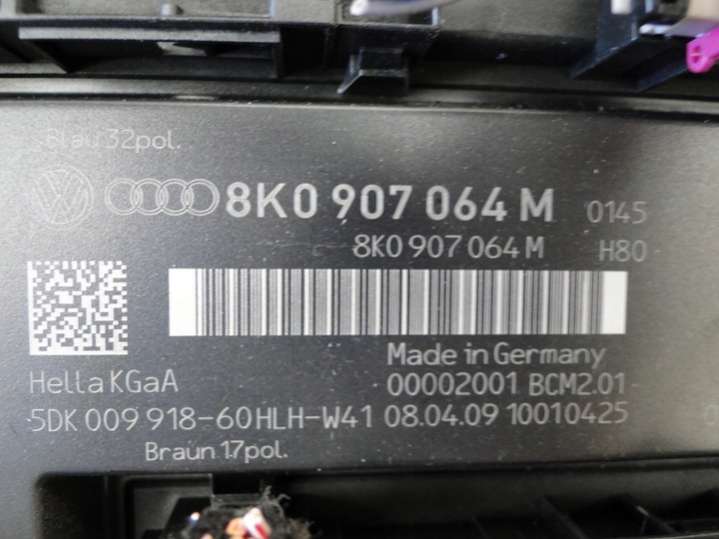 Blau 32pol.
8K0 907 064 M 0145
8K0 907 064 M H80
Made in Germany
Hella KGaA 00002001 BCM2.01
5DK 009 918-60 HLH-W41 08.04.09 10010425
Braun 17pol.